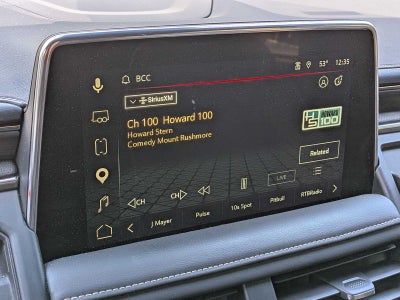 BCC
53° 12:35
SiriusXM
Ch 100 Howard 100
Howard Stern
Comedy Mount Rushmore
100
Related
CH CH LIVE
J Mayer Pulse 10s Spot Pitbull RTBRadio